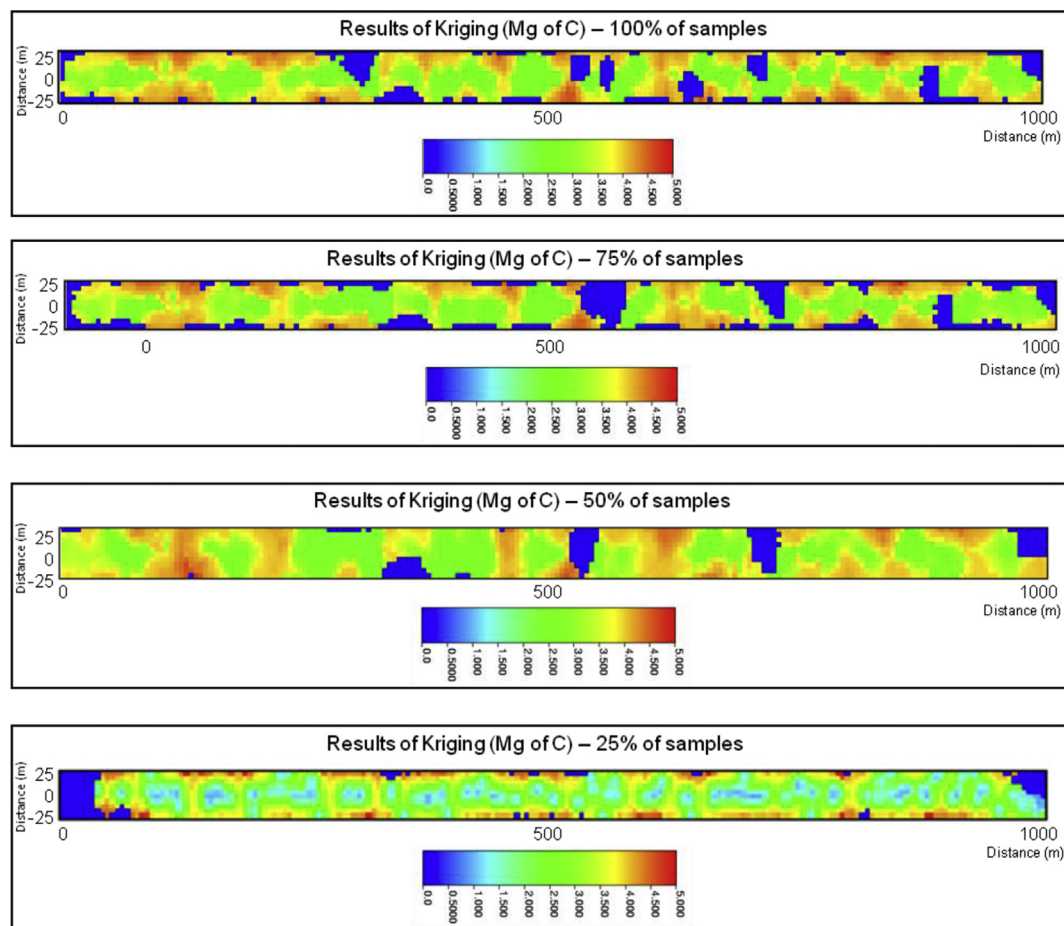 Results of Kriging (Mg of C) – 100% of samples
Distance (m)
25
0
−25
0 500 1000
Distance (m)
0.0 0.5000 1.000 1.500 2.000 2.500 3.000 3.500 4.000 4.500 5.000
Results of Kriging (Mg of C) – 75% of samples
Distance (m)
25
0
−25
0 500 1000
Distance (m)
0.0 0.5000 1.000 1.500 2.000 2.500 3.000 3.500 4.000 4.500 5.000
Results of Kriging (Mg of C) – 50% of samples
Distance (m)
25
0
−25
0 500 1000
Distance (m)
0.0 0.5000 1.000 1.500 2.000 2.500 3.000 3.500 4.000 4.500 5.000
Results of Kriging (Mg of C) – 25% of samples
Distance (m)
25
0
−25
0 500 1000
Distance (m)
0.0 0.5000 1.000 1.500 2.000 2.500 3.000 3.500 4.000 4.500 5.000